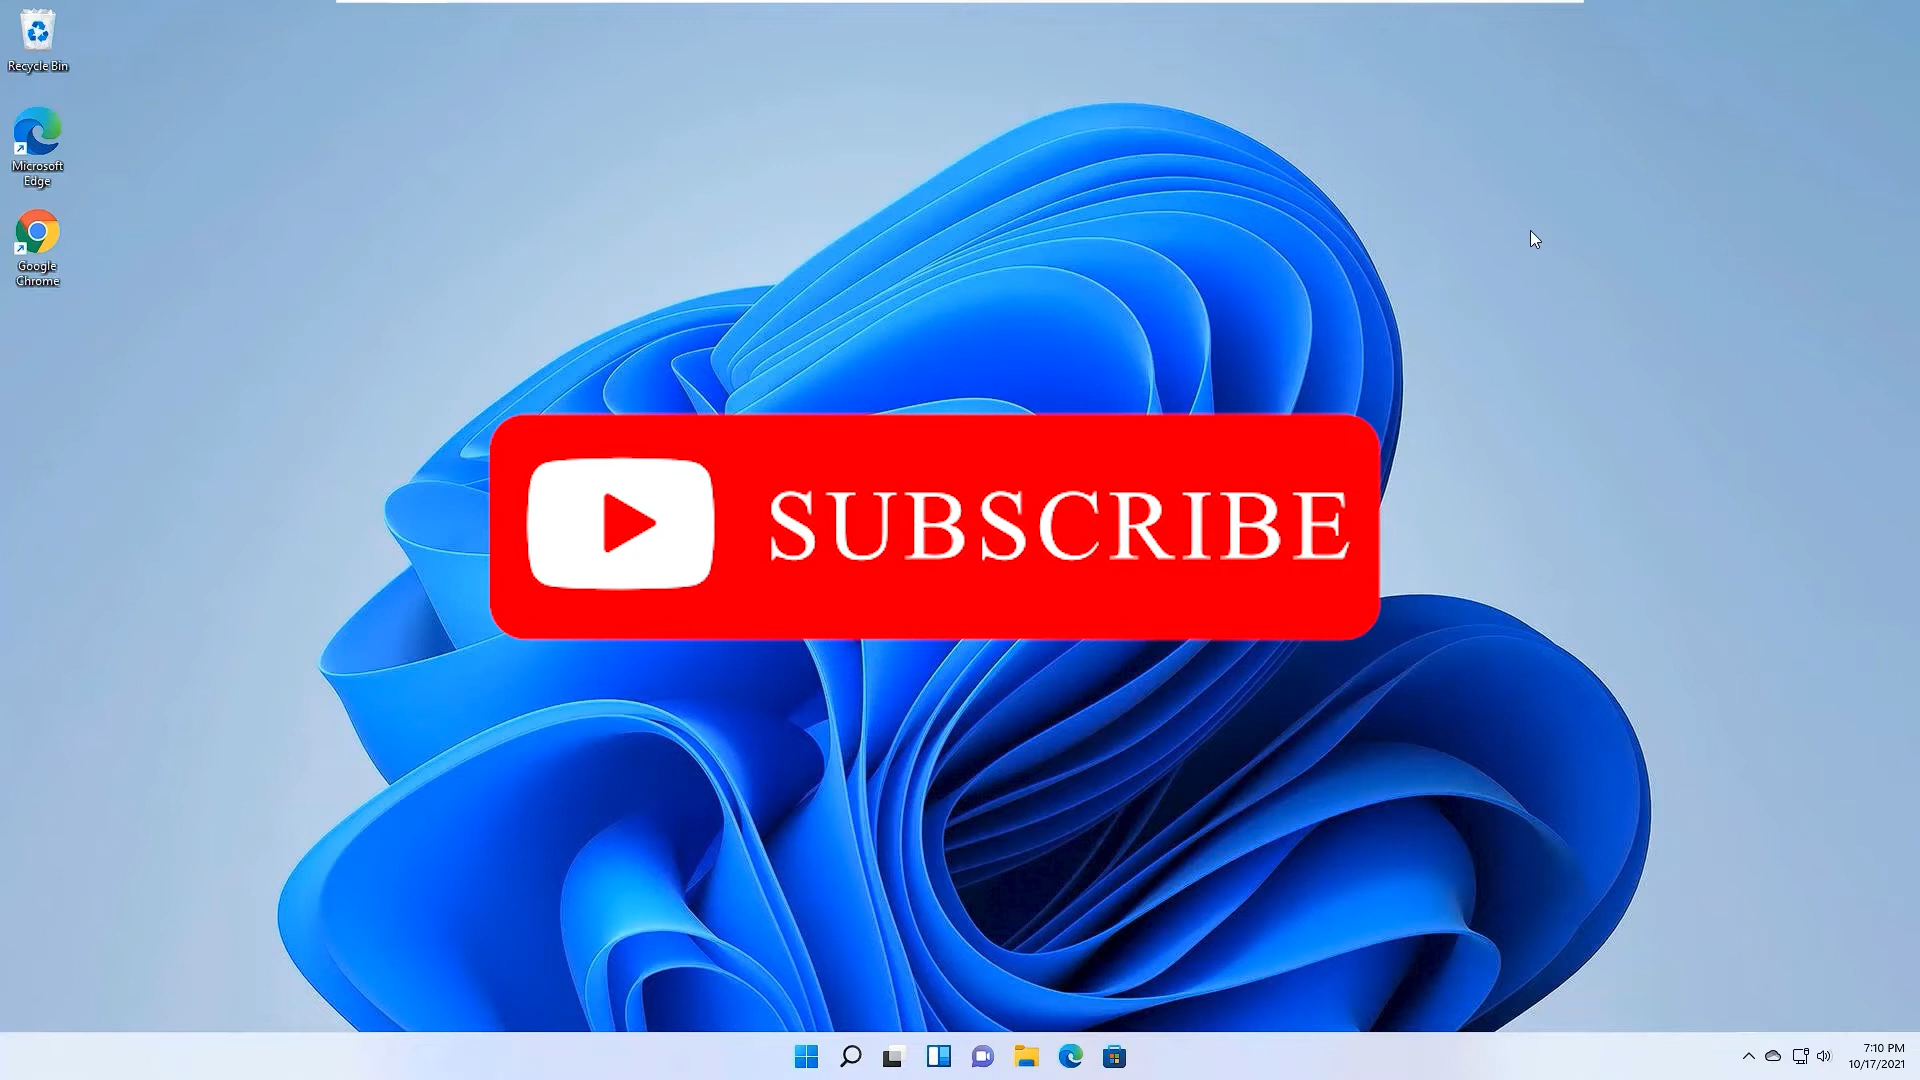 Recycle Bin
Microsoft
Edge
Google
Chrome
SUBSCRIBE
7:10 PM
10/17/2021